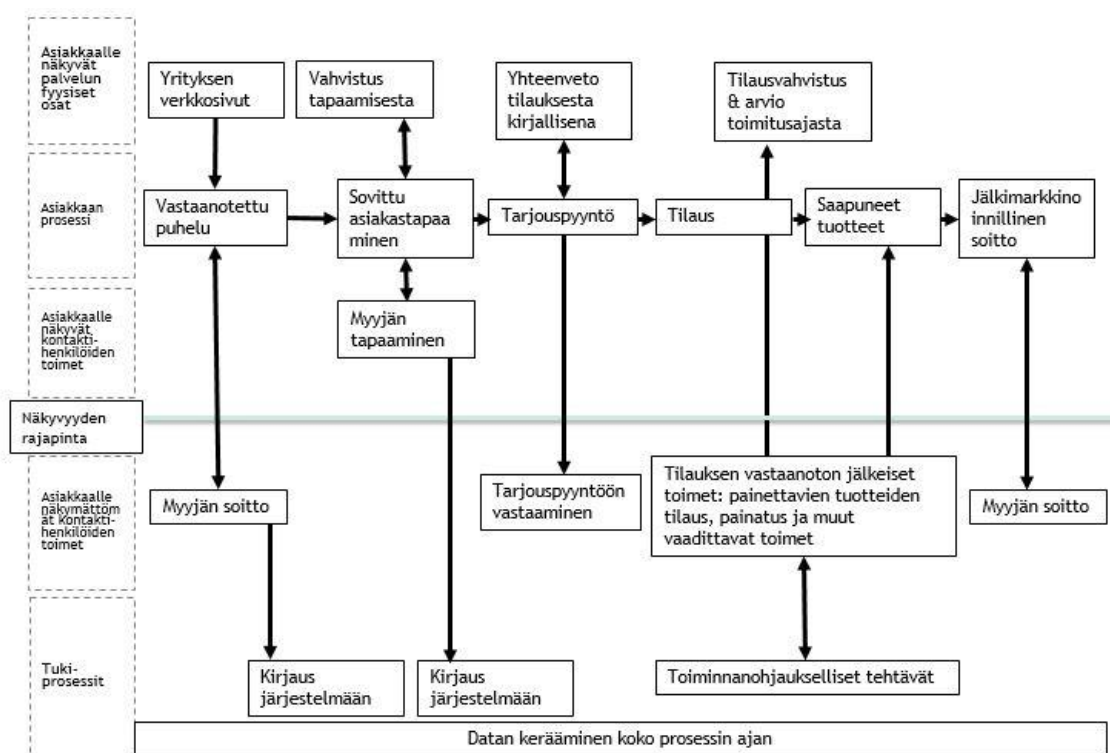 Asiakkaalle
näkyvät
palvelun
fyysiset
osat
Yrityksen
verkkosivut
Vahvistus
tapaamisesta
Yhteenveto
tilauksesta
kirjallisena
Tilausvahvistus
& arvio
toimitusajasta
Asiakkaan
prosessi
Vastaanotettu
puhelu
Sovittu
asiakastapaa
minen
Tarjouspyyntö
Tilaus
Saapuneet
tuotteet
Jälkimarkkino
innillinen
soitto
Asiakkaalle
näkyvät
kontakti-
henkilöiden
toimet
Myyjän
tapaaminen
Näkyvyyden
rajapinta
Asiakkaalle
näkymättöm
ät kontakti-
henkilöiden
toimet
Myyjän soitto
Tarjouspyyntöön
vastaaminen
Tilauksen vastaanoton jälkeiset
toimet: painettavien tuotteiden
tilaus, painatus ja muut
vaadittavat toimet
Myyjän soitto
Tuki-
prosessit
Kirjaus
järjestelmään
Kirjaus
järjestelmään
Toiminnanohjaukselliset tehtävät
Datan kerääminen koko prosessin ajan